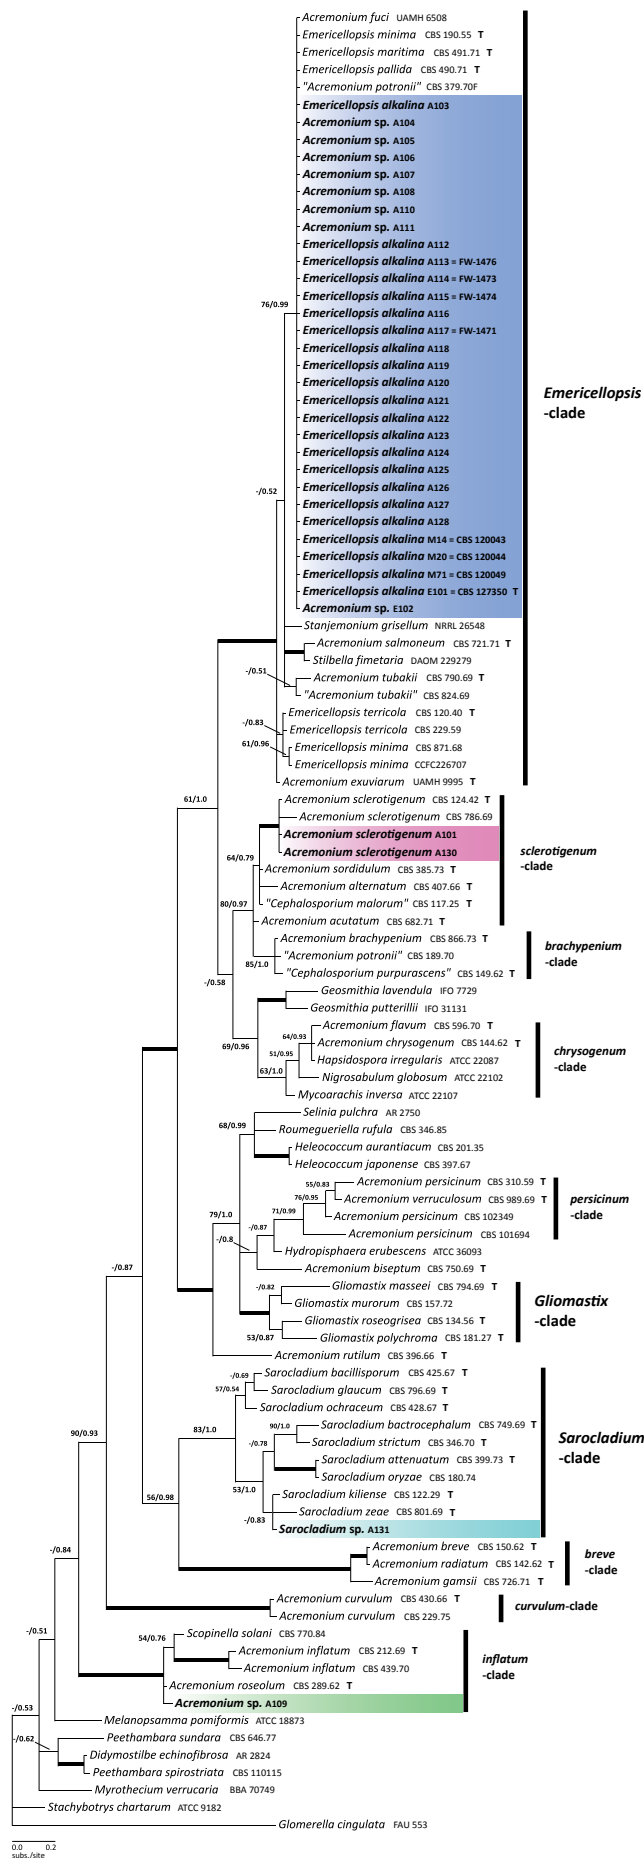 Acremonium fuci UAMH 6508
Emericellopsis minima CBS 190.55 T
Emericellopsis maritima CBS 491.71 T
Emericellopsis pallida CBS 490.71 T
"Acremonium potronii" CBS 379.70F
Emericellopsis alkalina A103
Acremonium sp. A104
Acremonium sp. A105
Acremonium sp. A106
Acremonium sp. A107
Acremonium sp. A108
Acremonium sp. A110
Acremonium sp. A111
Emericellopsis alkalina A112
Emericellopsis alkalina A113 = FW-1476
Emericellopsis alkalina A114 = FW-1473
Emericellopsis alkalina A115 = FW-1474
76/0.99
Emericellopsis alkalina A116
Emericellopsis alkalina A117 = FW-1471
Emericellopsis alkalina A118
Emericellopsis alkalina A119
Emericellopsis alkalina A120
Emericellopsis alkalina A121
Emericellopsis
-clade
Emericellopsis alkalina A122
Emericellopsis alkalina A123
Emericellopsis alkalina A124
Emericellopsis alkalina A125
Emericellopsis alkalina A126
-/0.52
Emericellopsis alkalina A127
Emericellopsis alkalina A128
Emericellopsis alkalina M14 = CBS 120043
Emericellopsis alkalina M20 = CBS 120044
Emericellopsis alkalina M71 = CBS 120049
Emericellopsis alkalina E101 = CBS 127350 T
Acremonium sp. E102
Stanjemonium grisellum NRRL 26548
Acremonium salmoneum CBS 721.71 T
Stilbella fimetaria DAOM 229279
-/0.51
Acremonium tubakii CBS 790.69 T
"Acremonium tubakii" CBS 824.69
Emericellopsis terricola CBS 120.40 T
-/0.83
Emericellopsis terricola CBS 229.59
61/0.96
Emericellopsis minima CBS 871.68
Emericellopsis minima CCFC226707
Acremonium exuviarum UAMH 9995 T
61/1.0
Acremonium sclerotigenum CBS 124.42 T
Acremonium sclerotigenum CBS 786.69
Acremonium sclerotigenum A101
Acremonium sclerotigenum A130
sclerotigenum
-clade
64/0.79
Acremonium sordidulum CBS 385.73 T
Acremonium alternatum CBS 407.66 T
80/0.97
"Cephalosporium malorum" CBS 117.25 T
Acremonium acutatum CBS 682.71 T
Acremonium brachypenium CBS 866.73 T
"Acremonium potronii" CBS 189.70
brachypenium
-clade
85/1.0
"Cephalosporium purpurascens" CBS 149.62 T
-/0.58
Geosmithia lavendula IFO 7729
Geosmithia putterillii IFO 31131
Acremonium flavum CBS 596.70 T
64/0.93
Acremonium chrysogenum CBS 144.62 T
69/0.96
51/0.95
Hapsidospora irregularis ATCC 22087
chrysogenum
-clade
63/1.0
Nigrosabulum globosum ATCC 22102
Mycoarachis inversa ATCC 22107
Selinia pulchra AR 2750
68/0.99
Roumegueriella rufula CBS 346.85
Heleococcum aurantiacum CBS 201.35
Heleococcum japonense CBS 397.67
55/0.83
Acremonium persicinum CBS 310.59 T
76/0.95
Acremonium verruculosum CBS 989.69 T
persicinum
-clade
79/1.0
71/0.99
Acremonium persicinum CBS 102349
-/0.87
-/0.8
Acremonium persicinum CBS 101694
Hydropisphaera erubescens ATCC 36093
Acremonium biseptum CBS 750.69 T
-/0.87
-/0.82
Gliomastix masseei CBS 794.69 T
Gliomastix murorum CBS 157.72
Gliomastix
-clade
Gliomastix roseogrisea CBS 134.56 T
53/0.87
Gliomastix polychroma CBS 181.27 T
Acremonium rutilum CBS 396.66 T
Sarocladium bacillisporum CBS 425.67 T
-/0.69
57/0.54
Sarocladium glaucum CBS 796.69 T
Sarocladium ochraceum CBS 428.67 T
90/1.0
Sarocladium bactrocephalum CBS 749.69 T
83/1.0
-/0.78
Sarocladium strictum CBS 346.70 T
Sarocladium
-clade
90/0.93
Sarocladium attenuatum CBS 399.73 T
Sarocladium oryzae CBS 180.74
53/1.0
Sarocladium kiliense CBS 122.29 T
56/0.98
Sarocladium zeae CBS 801.69 T
-/0.83
Sarocladium sp. A131
Acremonium breve CBS 150.62 T
Acremonium radiatum CBS 142.62 T
breve
-clade
-/0.84
Acremonium gamsii CBS 726.71 T
Acremonium curvulum CBS 430.66 T
curvulum-clade
Acremonium curvulum CBS 229.75
-/0.51
Scopinella solani CBS 770.84
54/0.76
Acremonium inflatum CBS 212.69 T
inflatum
-clade
Acremonium inflatum CBS 439.70
Acremonium roseolum CBS 289.62 T
Acremonium sp. A109
-/0.53
Melanopsamma pomiformis ATCC 18873
-/0.62
Peethambara sundara CBS 646.77
Didymostilbe echinofibrosa AR 2824
Peethambara spirostriata CBS 110115
Myrothecium verrucaria BBA 70749
Stachybotrys chartarum ATCC 9182
Glomerella cingulata FAU 553
0.0 0.2
subs./site